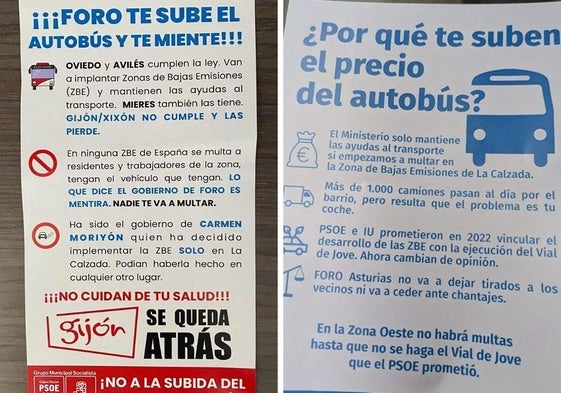 ¡¡¡FORO TE SUBE EL
AUTOBÚS Y TE MIENTE!!!
OVIEDO y AVILÉS cumplen la ley. Van
a implantar Zonas de Bajas Emisiones
(ZBE) y mantienen las ayudas al
transporte. MIERES también las tiene.
GIJÓN/XIXÓN NO CUMPLE Y LAS
PIERDE.
En ninguna ZBE de España se multa a
residentes y trabajadores de la zona,
tengan el vehículo que tengan. LO
QUE DICE EL GOBIERNO DE FORO ES
MENTIRA. NADIE TE VA A MULTAR.
Ha sido el gobierno de CARMEN
MORIYÓN quien ha decidido
implementar la ZBE SOLO en La
Calzada. Podían haberla hecho en
cualquier otro lugar.
¡¡¡NO CUIDAN DE TU SALUD!!!
gijón
SE QUEDA
ATRÁS
Grupo Municipal Socialista
PSOE
¡NO A LA SUBIDA DEL
¿Por qué te suben
el precio
del autobús?
El Ministerio solo mantiene
las ayudas al transporte
si empezamos a multar en
la Zona de Bajas Emisiones de La Calzada.
Más de 1.000 camiones pasan al día por el
barrio, pero resulta que el problema es tu
coche.
PSOE e IU prometieron en 2022 vincular el
desarrollo de las ZBE con la ejecución del Vial
de Jove. Ahora cambian de opinión.
FORO Asturias no va a dejar tirados a los
vecinos ni va a ceder ante chantajes.
En la Zona Oeste no habrá multas
hasta que no se haga el Vial de Jove
que el PSOE prometió.